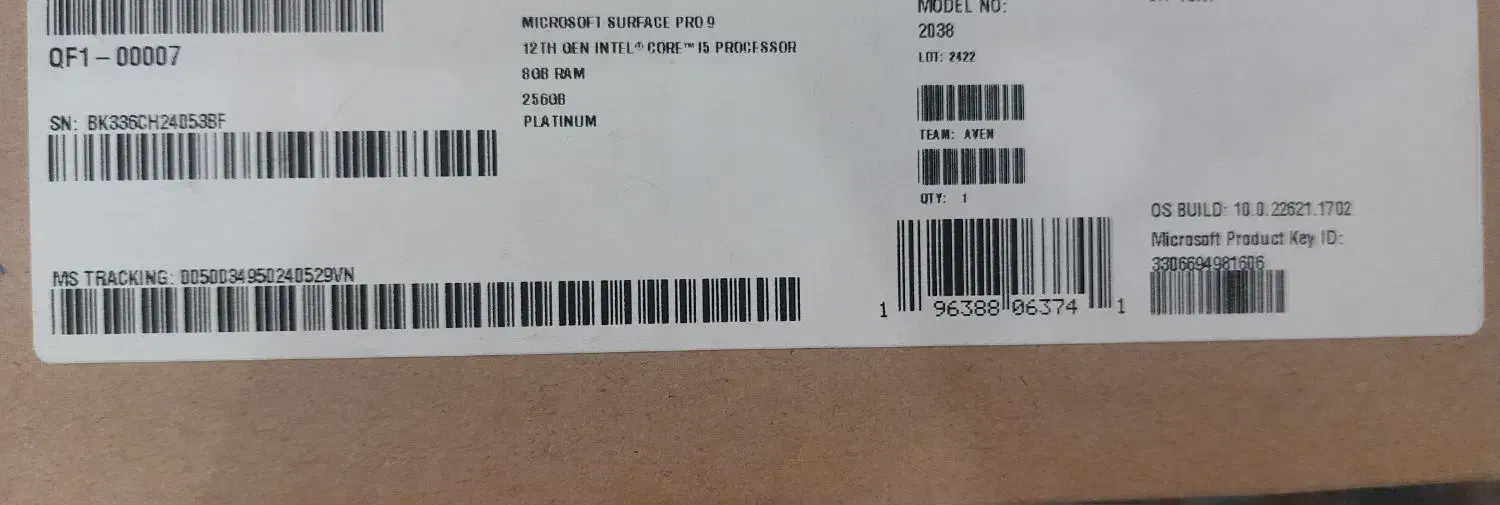 QF1-00007
SN: BK336CH24053BF
MS TRACKING: 0050034950240529VN
MICROSOFT SURFACE PRO 9
12TH GEN INTEL® CORE™ I5 PROCESSOR
8GB RAM
256GB
PLATINUM
MODEL NO:
2038
LOT: 2422
TEAM: AVEN
QTY: 1
1 96388 06374 1
OS BUILD: 10.0.22621.1702
Microsoft Product Key ID:
3306694981606